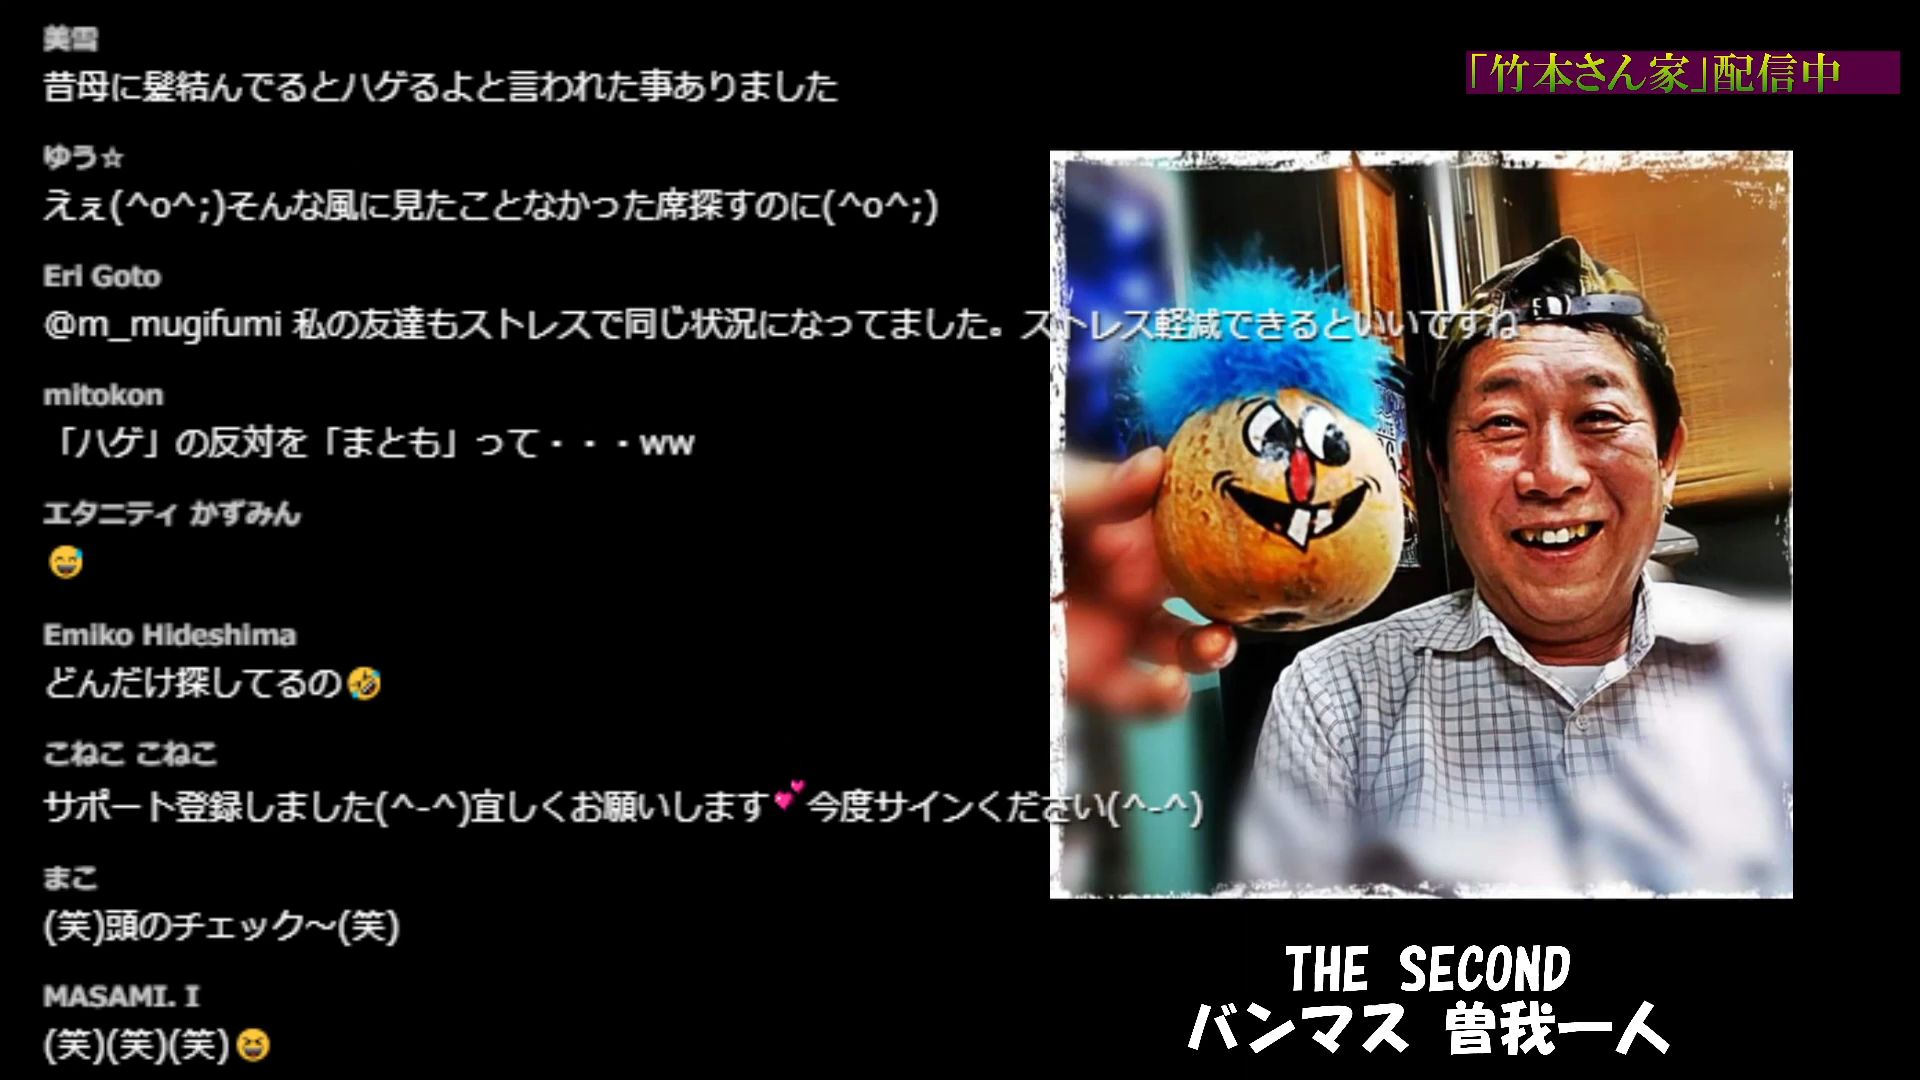 美雪
昔母に髪結んでるとハゲるよと言われた事ありました
ゆう☆
えぇ(^o^;)そんな風に見たことなかった席探すのに(^o^;)
Eri Goto
@m_mugifumi 私の友達もストレスで同じ状況になってました。ストレス軽減できるといいですね
mitokon
「ハゲ」の反対を「まとも」って・・・ww
エタニティ かずみん
😅
Emiko Hideshima
どんだけ探してるの🤣
こねこ こねこ
サポート登録しました(^-^)宜しくお願いします💕今度サインください(^-^)
まこ
(笑)頭のチェック～(笑)
MASAMI. I
(笑)(笑)(笑)😆
「竹本さん家」配信中
THE SECOND
バンマス 曽我一人